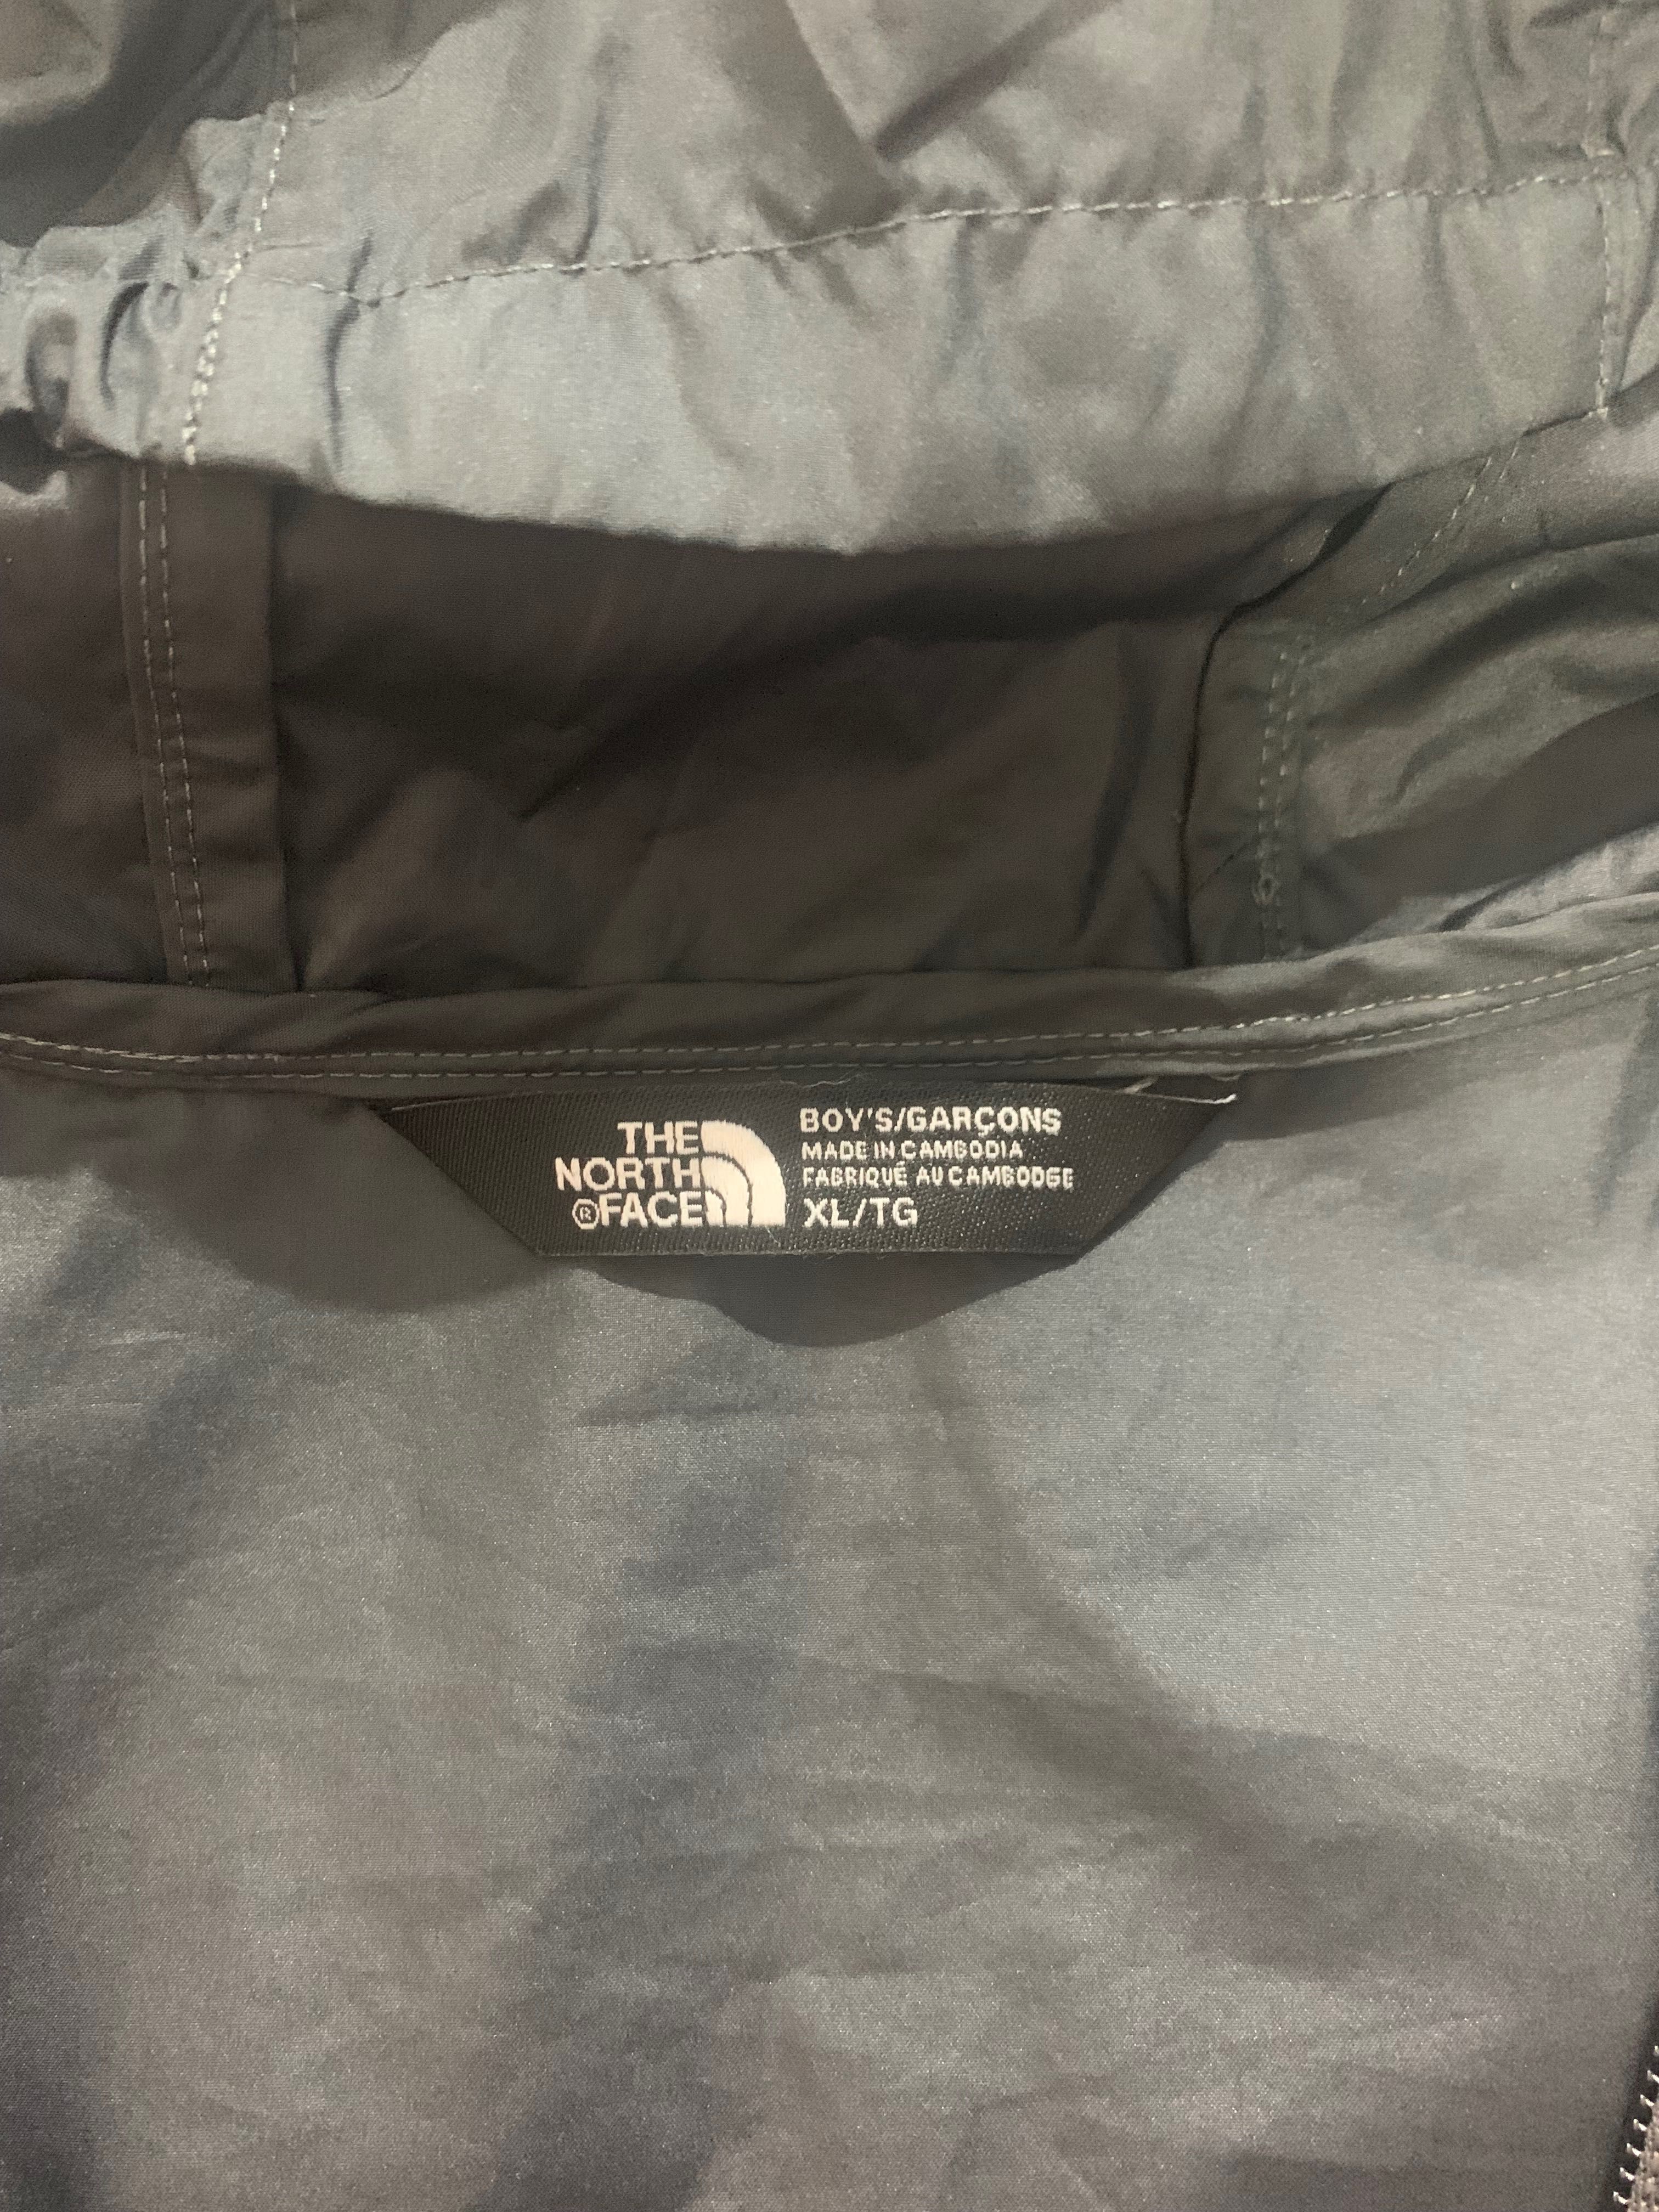 THE
NORTH
®FACE
BOY'S/GARÇONS
MADE IN CAMBODIA
FABRIQUÉ AU CAMBODGE
XL/TG